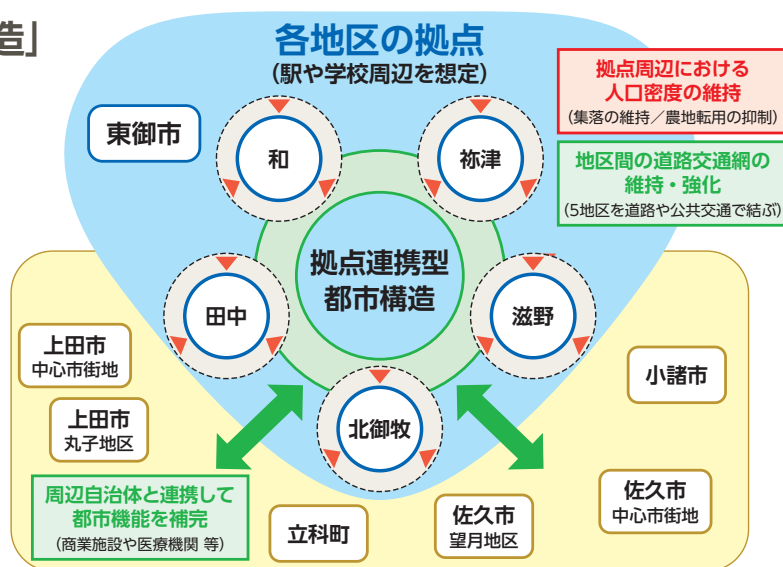 造」
各地区の拠点
(駅や学校周辺を想定)
拠点周辺における
人口密度の維持
(集落の維持／農地転用の抑制)
東御市
和
祢津
地区間の道路交通網の
維持・強化
(5地区を道路や公共交通で結ぶ)
拠点連携型
都市構造
田中
滋野
上田市
中心市街地
小諸市
上田市
丸子地区
北御牧
周辺自治体と連携して
都市機能を補完
(商業施設や医療機関 等)
立科町
佐久市
望月地区
佐久市
中心市街地